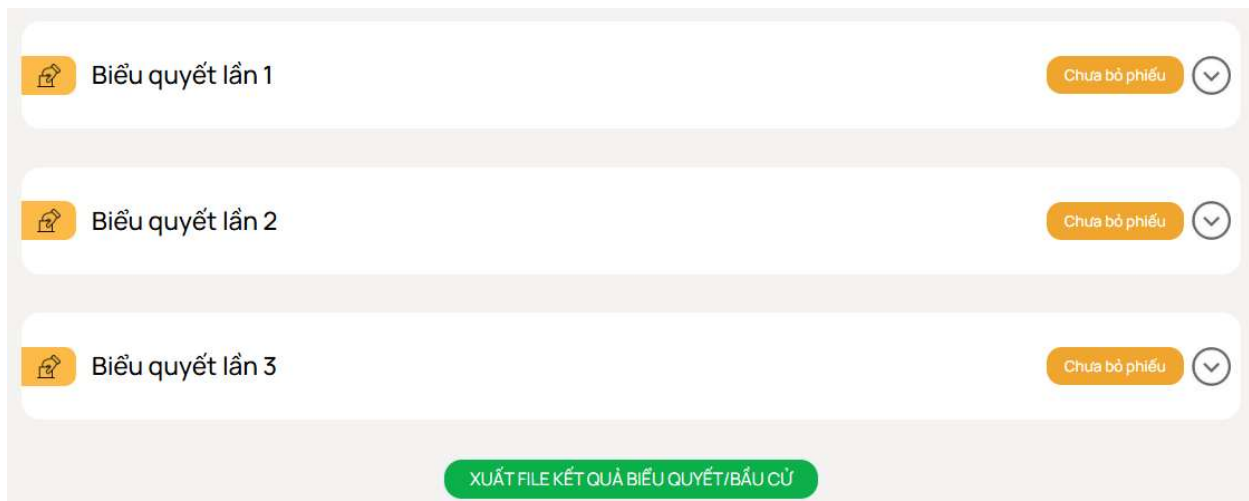 Biểu quyết lần 1
Chưa bỏ phiếu
Biểu quyết lần 2
Chưa bỏ phiếu
Biểu quyết lần 3
Chưa bỏ phiếu
XUẤT FILE KẾT QUẢ BIỂU QUYẾT/BẦU CỬ